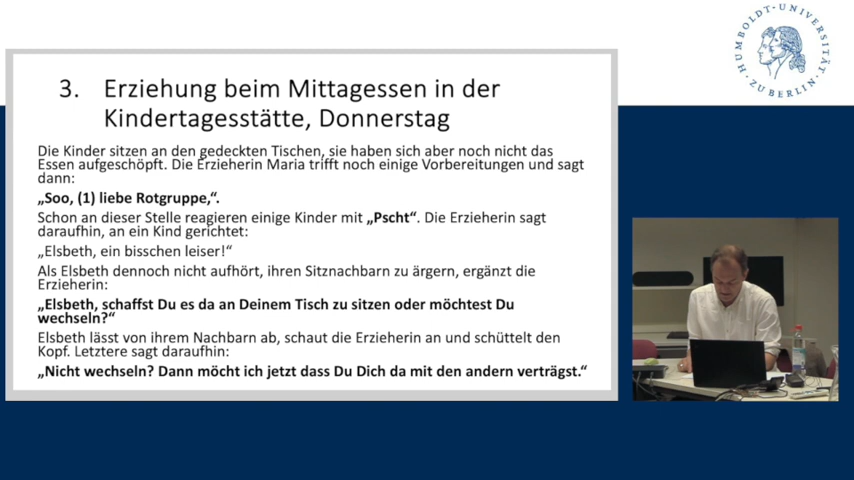 HUMBOLDT-UNIVERSITÄT
ZU BERLIN
3. Erziehung beim Mittagessen in der
Kindertagesstätte, Donnerstag
Die Kinder sitzen an den gedeckten Tischen, sie haben sich aber noch nicht das
Essen aufgeschöpft. Die Erzieherin Maria trifft noch einige Vorbereitungen und sagt
dann:
„Soo, (1) liebe Rotgruppe,“.
Schon an dieser Stelle reagieren einige Kinder mit „Pscht“. Die Erzieherin sagt
daraufhin, an ein Kind gerichtet:
„Elsbeth, ein bisschen leiser!“
Als Elsbeth dennoch nicht aufhört, ihren Sitznachbarn zu ärgern, ergänzt die
Erzieherin:
„Elsbeth, schaffst Du es da an Deinem Tisch zu sitzen oder möchtest Du
wechseln?“
Elsbeth lässt von ihrem Nachbarn ab, schaut die Erzieherin an und schüttelt den
Kopf. Letztere sagt daraufhin:
„Nicht wechseln? Dann möcht ich jetzt dass Du Dich da mit den andern verträgst.“